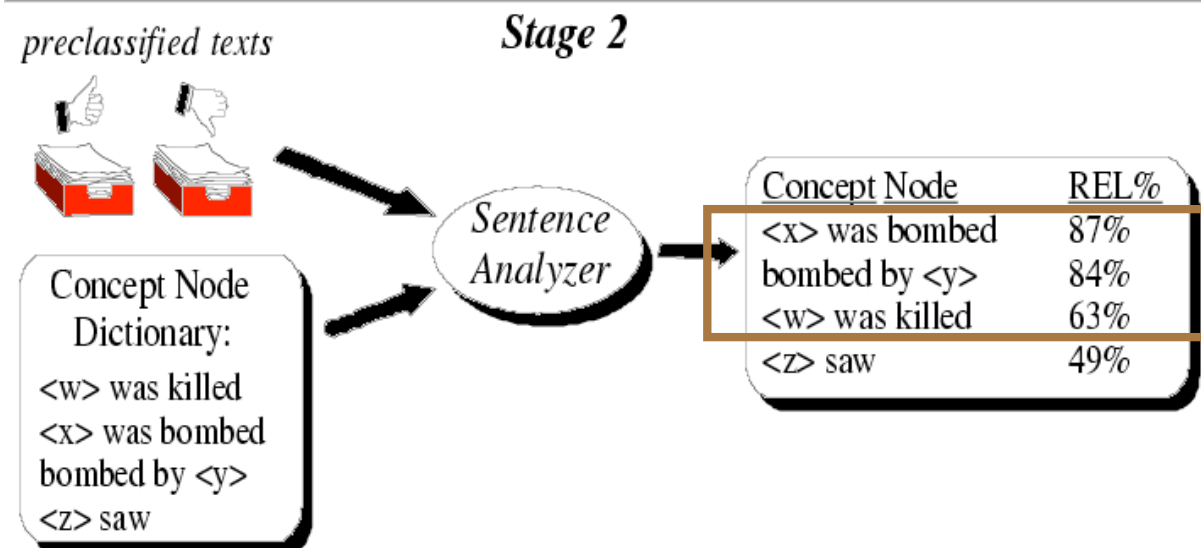 Stage 2
preclassified texts
Concept Node
Dictionary:
<w> was killed
<x> was bombed
bombed by <y>
<z> saw
Sentence
Analyzer
Concept Node REL%
<x> was bombed 87%
bombed by <y> 84%
<w> was killed 63%
<z> saw 49%